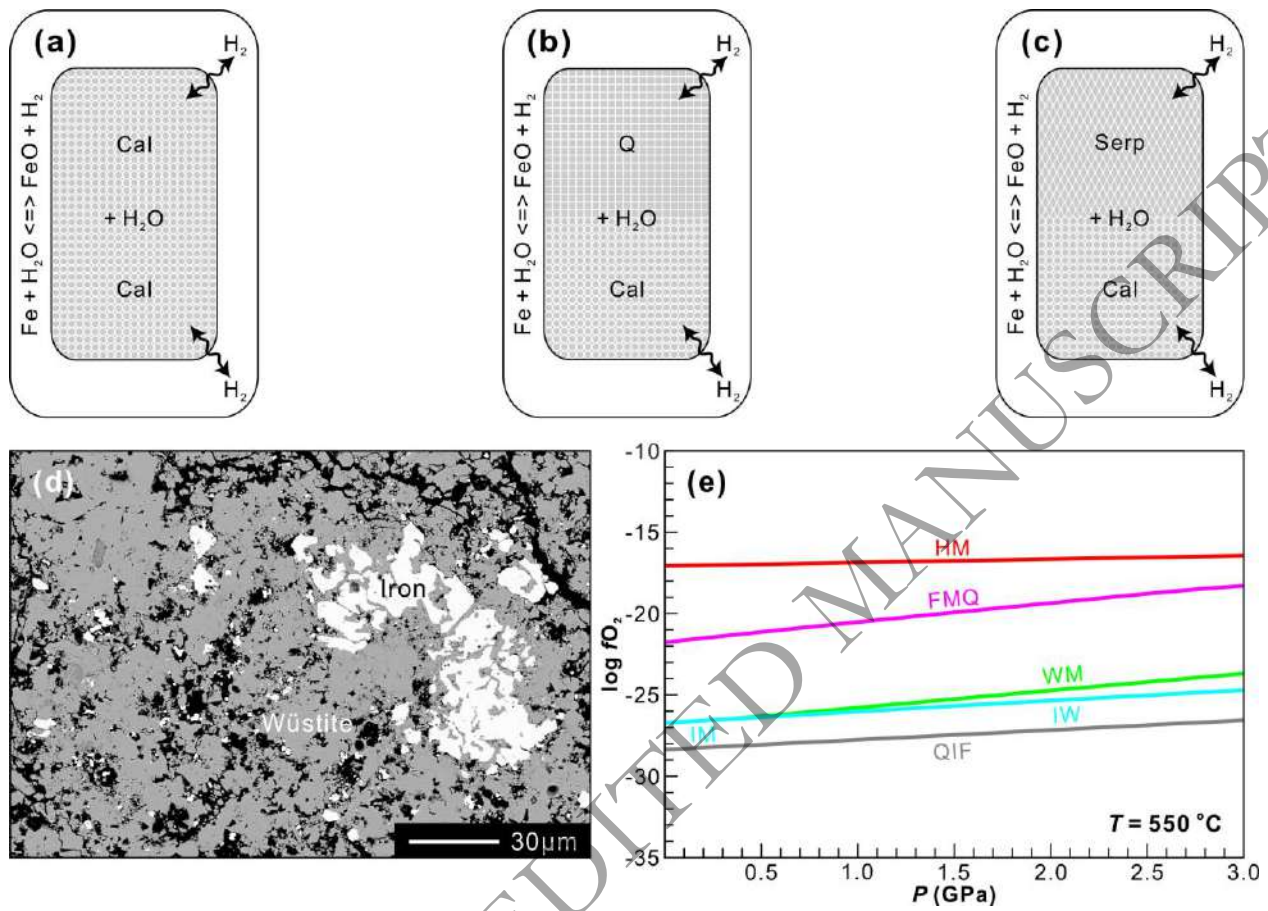 (a)
H2
Fe + H2O <=> FeO + H2
Cal
+ H2O
Cal
H2
(b)
H2
Fe + H2O <=> FeO + H2
Q
+ H2O
Cal
H2
(c)
H2
Fe + H2O <=> FeO + H2
Serp
+ H2O
Cal
H2
(d)
Iron
Wüstite
30µm
(e)
log fO2
-10
-15
-20
-25
-30
-35
HM
FMQ
WM
IW
IM
QIF
T = 550 °C
0.5 1.0 1.5 2.0 2.5 3.0
P (GPa)
EDITED MANUSCRIPT